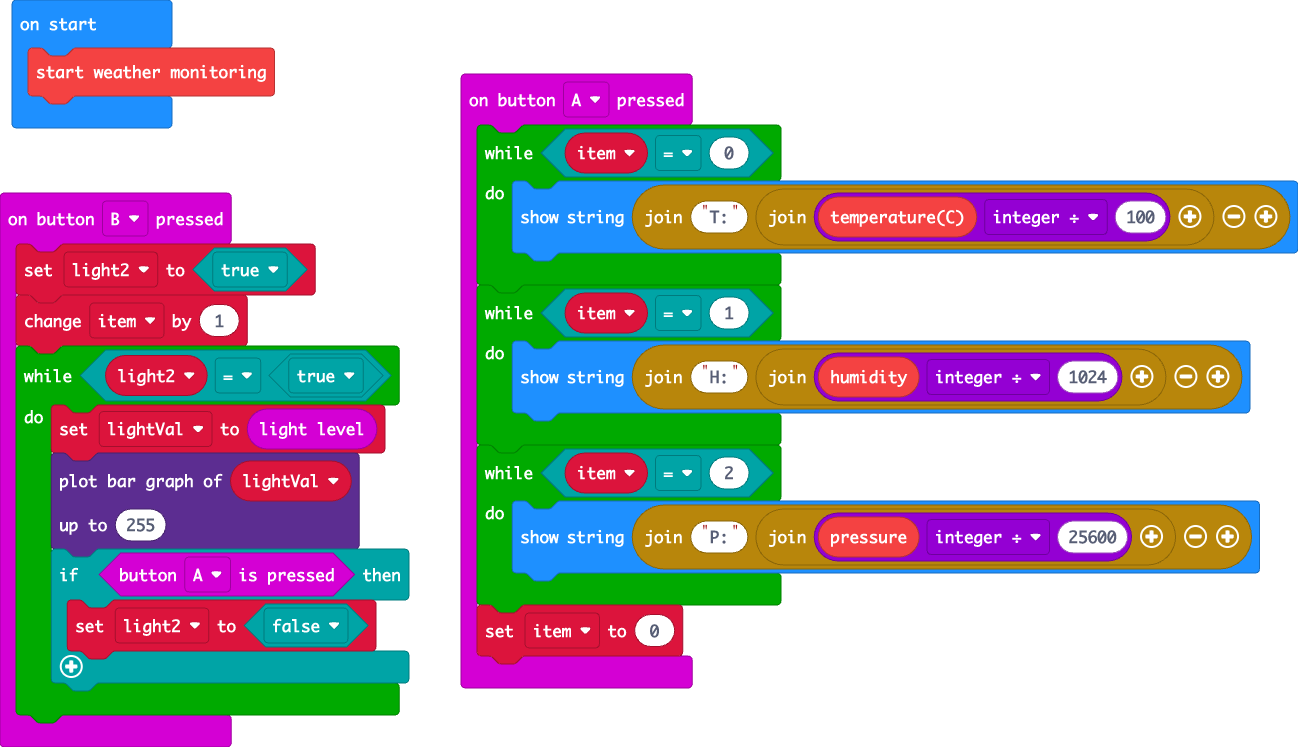 on start
start weather monitoring
on button B pressed
set light2 to true
change item by 1
while light2 = true
do
set lightVal to light level
plot bar graph of lightVal
up to 255
if button A is pressed then
set light2 to false
on button A pressed
while item = 0
do
show string join "T:" join temperature(C) integer ÷ 100
while item = 1
do
show string join "H:" join humidity integer ÷ 1024
while item = 2
do
show string join "P:" join pressure integer ÷ 25600
set item to 0